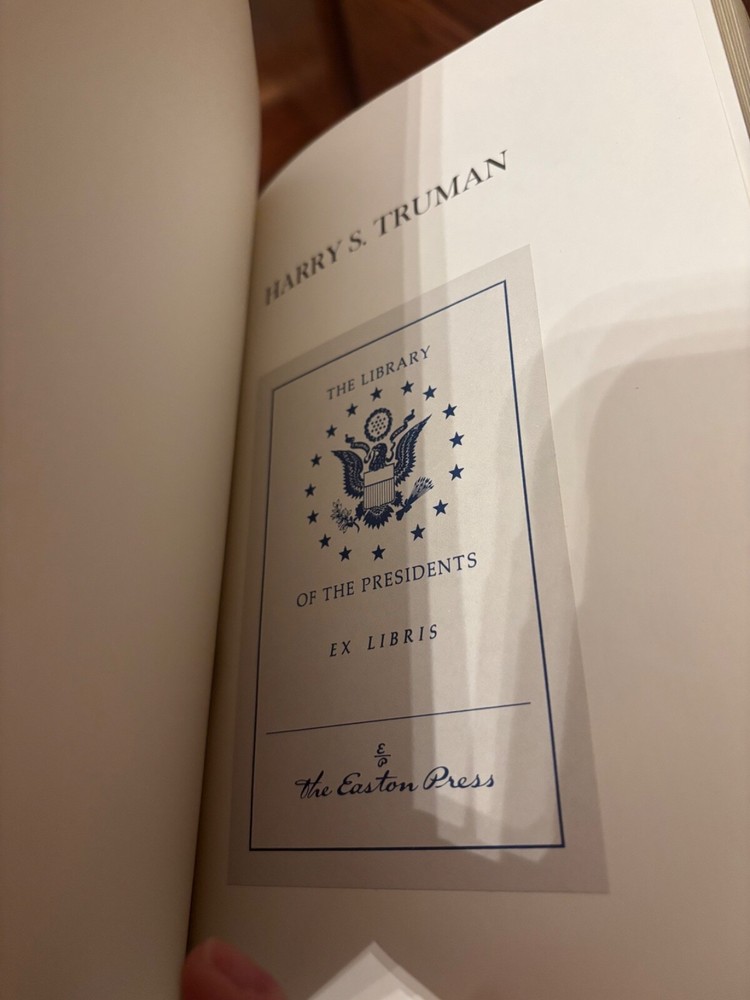 HARRY S. TRUMAN
THE LIBRARY
OF THE PRESIDENTS
EX LIBRIS
E
P
The Easton Press